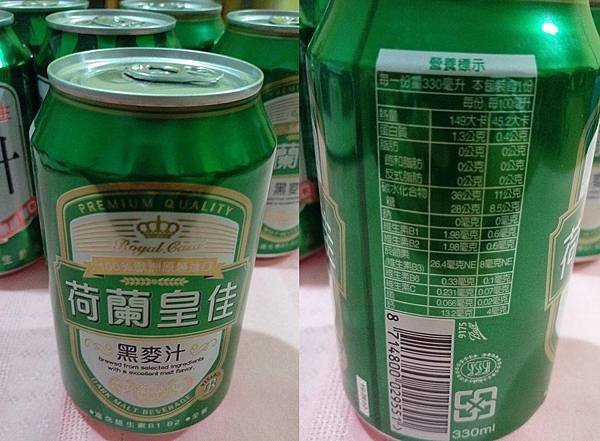 PREMIUM QUALITY
Royal Care
荷蘭皇佳
黑麥汁
Brewed from selected ingredients
with a excellent malt flavor.
DARK MALT BEVERAGE
營養標示
每一份量330毫升 本包裝含1份
每份 每100毫升
熱量 149大卡 45.2大卡
蛋白質 1.3公克 0.4公克
脂肪 0公克 0公克
飽和脂肪 0公克 0公克
反式脂肪 0公克 0公克
碳水化合物 36公克 11公克
糖 28公克 8.5公克
鈉 0毫克 0毫克
維生素B1 1.98毫克 0.6毫克
維生素B2 1.98毫克 0.6毫克
26.4毫克NE 8毫克NE
維生素B6 0.33毫克 0.1毫克
0.231毫克 0.07毫克
0.066毫克 0.02毫克
13.2毫克 4毫克
8 714800 029551
9175
Ball
330ml